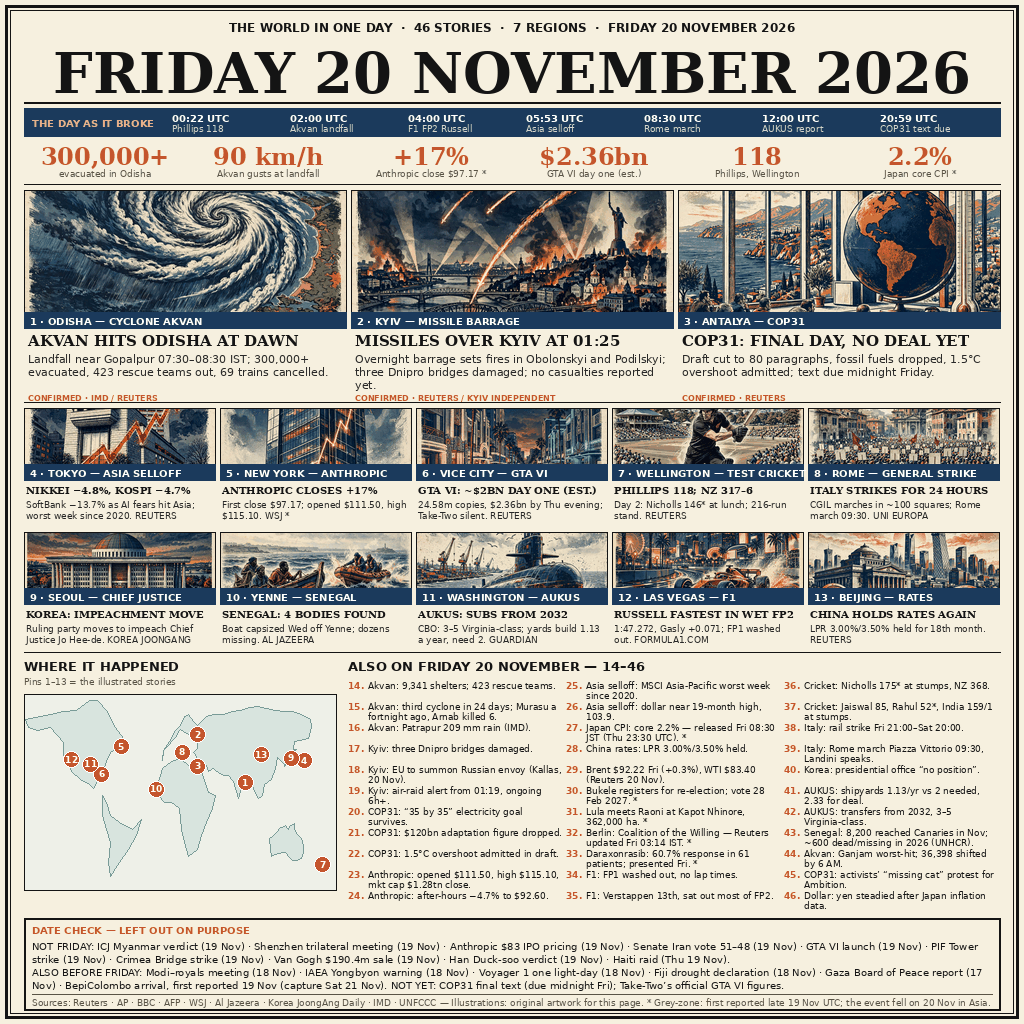 THE WORLD IN ONE DAY · 46 STORIES · 7 REGIONS · FRIDAY 20 NOVEMBER 2026
FRIDAY 20 NOVEMBER 2026
THE DAY AS IT BROKE
00:22 UTC
Phillips 118
02:00 UTC
Akvan landfall
04:00 UTC
F1 FP2 Russell
05:53 UTC
Asia selloff
08:30 UTC
Rome march
12:00 UTC
AUKUS report
20:59 UTC
COP31 text due
300,000+
evacuated in Odisha
90 km/h
Akvan gusts at landfall
+17%
Anthropic close $97.17 *
$2.36bn
GTA VI day one (est.)
118
Phillips, Wellington
2.2%
Japan core CPI *
1 · ODISHA — CYCLONE AKVAN
AKVAN HITS ODISHA AT DAWN
Landfall near Gopalpur 07:30–08:30 IST; 300,000+
evacuated, 423 rescue teams out, 69 trains cancelled.
CONFIRMED · IMD / REUTERS
2 · KYIV — MISSILE BARRAGE
MISSILES OVER KYIV AT 01:25
Overnight barrage sets fires in Obolonskyi and Podilskyi;
three Dnipro bridges damaged; no casualties reported
yet.
CONFIRMED · REUTERS / KYIV INDEPENDENT
3 · ANTALYA — COP31
COP31: FINAL DAY, NO DEAL YET
Draft cut to 80 paragraphs, fossil fuels dropped, 1.5°C
overshoot admitted; text due midnight Friday.
CONFIRMED · REUTERS
4 · TOKYO — ASIA SELLOFF
NIKKEI −4.8%, KOSPI −4.7%
SoftBank −13.7% as AI fears hit Asia;
worst week since 2020. REUTERS
5 · NEW YORK — ANTHROPIC
ANTHROPIC CLOSES +17%
First close $97.17; opened $111.50, high
$115.10. WSJ *
6 · VICE CITY — GTA VI
GTA VI: ~$2BN DAY ONE (EST.)
24.58m copies, $2.36bn by Thu evening;
Take-Two silent. REUTERS
7 · WELLINGTON — TEST CRICKET
PHILLIPS 118; NZ 317-6
Day 2: Nicholls 146* at lunch; 216-run
stand. REUTERS
8 · ROME — GENERAL STRIKE
ITALY STRIKES FOR 24 HOURS
CGIL marches in ~100 squares; Rome
march 09:30. UNI EUROPA
9 · SEOUL — CHIEF JUSTICE
KOREA: IMPEACHMENT MOVE
Ruling party moves to impeach Chief
Justice Jo Hee-de. KOREA JOONGANG
10 · YENNE — SENEGAL
SENEGAL: 4 BODIES FOUND
Boat capsized Wed off Yenne; dozens
missing. AL JAZEERA
11 · WASHINGTON — AUKUS
AUKUS: SUBS FROM 2032
CBO: 3–5 Virginia-class; yards build 1.13
a year, need 2. GUARDIAN
12 · LAS VEGAS — F1
RUSSELL FASTEST IN WET FP2
1:47.272, Gasly +0.071; FP1 washed
out. FORMULA1.COM
13 · BEIJING — RATES
CHINA HOLDS RATES AGAIN
LPR 3.00%/3.50% held for 18th month.
REUTERS
WHERE IT HAPPENED
Pins 1–13 = the illustrated stories
2
5
8
13
12
11
9
4
3
6
1
10
7
ALSO ON FRIDAY 20 NOVEMBER — 14–46
14. Akvan: 9,341 shelters; 423 rescue teams.
15. Akvan: third cyclone in 24 days; Murasu a
fortnight ago, Arnab killed 6.
16. Akvan: Patrapur 209 mm rain (IMD).
17. Kyiv: three Dnipro bridges damaged.
18. Kyiv: EU to summon Russian envoy (Kallas,
20 Nov).
19. Kyiv: air-raid alert from 01:19, ongoing
6h+.
20. COP31: “35 by 35” electricity goal
survives.
21. COP31: $120bn adaptation figure dropped.
22. COP31: 1.5°C overshoot admitted in draft.
23. Anthropic: opened $111.50, high $115.10,
mkt cap $1.28tn close.
24. Anthropic: after-hours −4.7% to $92.60.
25. Asia selloff: MSCI Asia-Pacific worst week
since 2020.
26. Asia selloff: dollar near 19-month high,
103.9.
27. Japan CPI: core 2.2% — released Fri 08:30
JST (Thu 23:30 UTC). *
28. China rates: LPR 3.00%/3.50% held.
29. Brent $92.22 Fri (+0.3%), WTI $83.40
(Reuters 20 Nov).
30. Bukele registers for re-election; vote 28
Feb 2027. *
31. Lula meets Raoni at Kapot Nhinore,
362,000 ha. *
32. Berlin: Coalition of the Willing — Reuters
updated Fri 03:14 IST. *
33. Daraxonrasib: 60.7% response in 61
patients; presented Fri. *
34. F1: FP1 washed out, no lap times.
35. F1: Verstappen 13th, sat out most of FP2.
36. Cricket: Nicholls 175* at stumps, NZ 368.
37. Cricket: Jaiswal 85, Rahul 52*, India 159/1
at stumps.
38. Italy: rail strike Fri 21:00–Sat 20:00.
39. Italy: Rome march Piazza Vittorio 09:30,
Landini speaks.
40. Korea: presidential office “no position”.
41. AUKUS: shipyards 1.13/yr vs 2 needed,
2.33 for deal.
42. AUKUS: transfers from 2032, 3–5
Virginia-class.
43. Senegal: 8,200 reached Canaries in Nov;
~600 dead/missing in 2026 (UNHCR).
44. Akvan: Ganjam worst-hit; 36,398 shifted
by 6 AM.
45. COP31: activists’ “missing cat” protest for
Ambition.
46. Dollar: yen steadied after Japan inflation
data.
DATE CHECK — LEFT OUT ON PURPOSE
NOT FRIDAY: ICJ Myanmar verdict (19 Nov) · Shenzhen trilateral meeting (19 Nov) · Anthropic $83 IPO pricing (19 Nov) · Senate Iran vote 51–48 (19 Nov) · GTA VI launch (19 Nov) · PIF Tower
strike (19 Nov) · Crimea Bridge strike (19 Nov) · Van Gogh $190.4m sale (19 Nov) · Han Duck-soo verdict (19 Nov) · Haiti raid (Thu 19 Nov).
ALSO BEFORE FRIDAY: Modi–royals meeting (18 Nov) · IAEA Yongbyon warning (18 Nov) · Voyager 1 one light-day (18 Nov) · Fiji drought declaration (18 Nov) · Gaza Board of Peace report (17
Nov) · BepiColombo arrival, first reported 19 Nov (capture Sat 21 Nov). NOT YET: COP31 final text (due midnight Fri); Take-Two’s official GTA VI figures.
Sources: Reuters · AP · BBC · AFP · WSJ · Al Jazeera · Korea JoongAng Daily · IMD · UNFCCC — Illustrations: original artwork for this page. * Grey-zone: first reported late 19 Nov UTC; the event fell on 20 Nov in Asia.